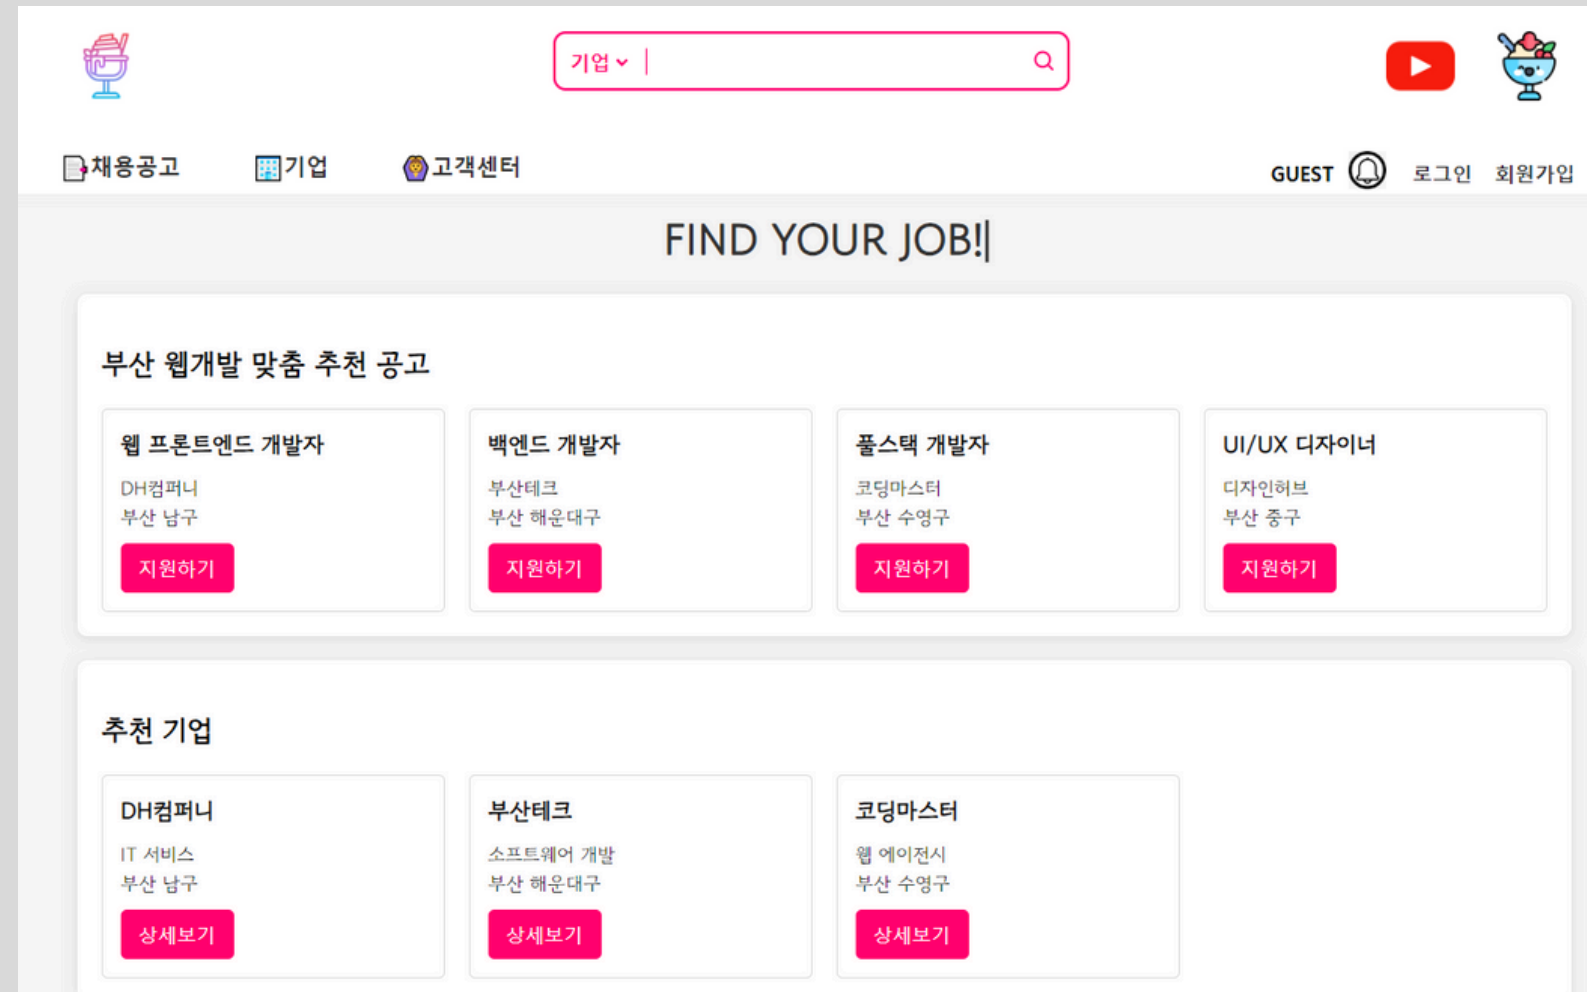 기업
채용공고 기업 고객센터 GUEST 로그인 회원가입
FIND YOUR JOB!
부산 웹개발 맞춤 추천 공고
웹 프론트엔드 개발자
DH컴퍼니
부산 남구
지원하기
백엔드 개발자
부산테크
부산 해운대구
지원하기
풀스택 개발자
코딩마스터
부산 수영구
지원하기
UI/UX 디자이너
디자인허브
부산 중구
지원하기
추천 기업
DH컴퍼니
IT 서비스
부산 남구
상세보기
부산테크
소프트웨어 개발
부산 해운대구
상세보기
코딩마스터
웹 에이전시
부산 수영구
상세보기